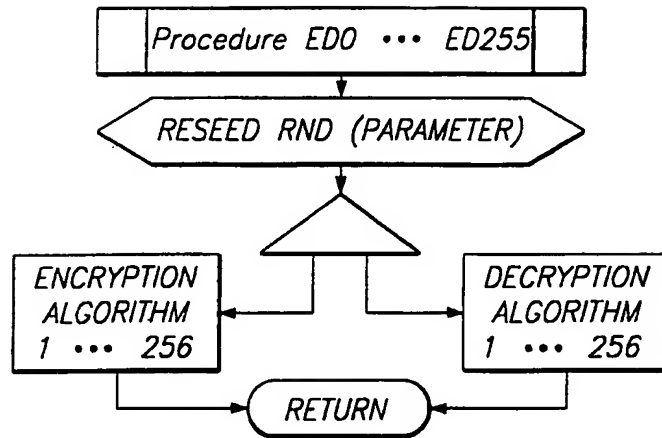 Procedure ED0 ••• ED255
RESEED RND (PARAMETER)
ENCRYPTION
ALGORITHM
1 ••• 256
DECRYPTION
ALGORITHM
1 ••• 256
RETURN